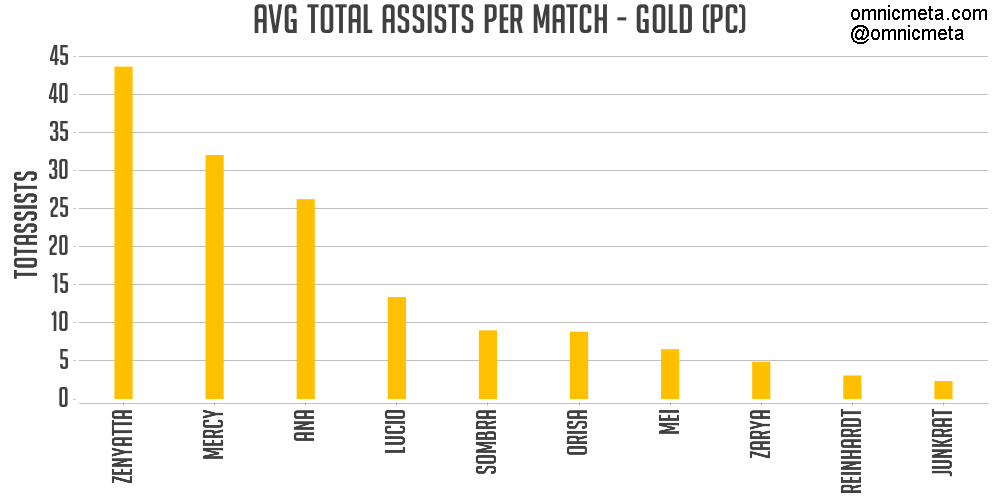 AVG TOTAL ASSISTS PER MATCH - GOLD (PC)
omnicmeta.com
@omnicmeta
TOTASSISTS
45
40
35
30
25
20
15
10
5
0
ZENYATTA
MERCY
ANA
LUCIO
SOMBRA
ORISA
MEI
ZARYA
REINHARDT
JUNKRAT